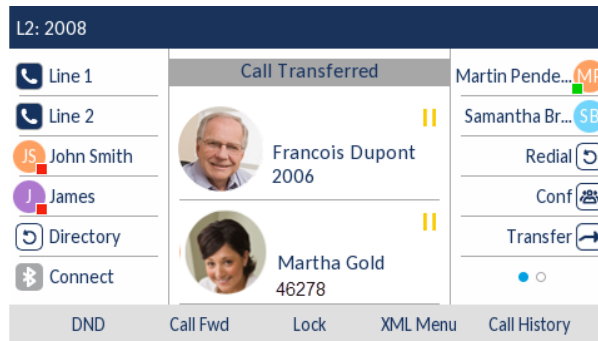 L2: 2008
Line 1
Line 2
JS John Smith
J James
Directory
Connect
Call Transferred
Francois Dupont
2006
Martha Gold
46278
Martin Pende... MP
Samantha Br... SB
Redial
Conf
Transfer
DND Call Fwd Lock XML Menu Call History